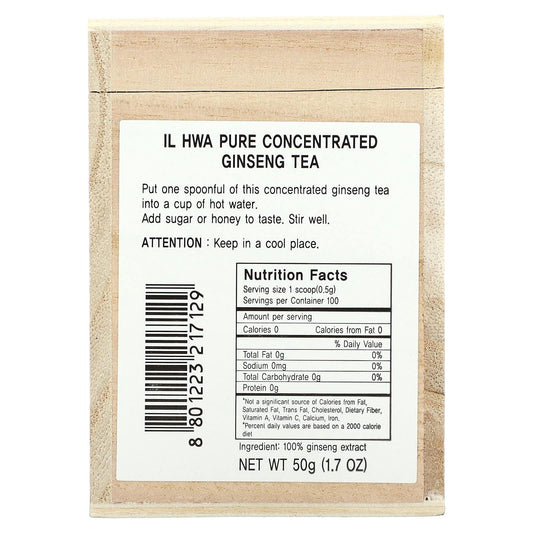 IL HWA PURE CONCENTRATED
GINSENG TEA
Put one spoonful of this concentrated ginseng tea
into a cup of hot water.
Add sugar or honey to taste. Stir well.
ATTENTION : Keep in a cool place.
8 801223 217129
Nutrition Facts
Serving size 1 scoop(0.5g)
Servings per Container 100
Amount per serving
Calories 0 Calories from Fat 0
% Daily Value
Total Fat 0g 0%
Sodium 0mg 0%
Total Carbohydrate 0g 0%
Protein 0g
*Not a significant source of Calories from Fat,
Saturated Fat, Trans Fat, Cholesterol, Dietary Fiber,
Vitamin A, Vitamin C, Calcium, Iron.
*Percent daily values are based on a 2000 calorie
diet
Ingredient: 100% ginseng extract
NET WT 50g (1.7 OZ)